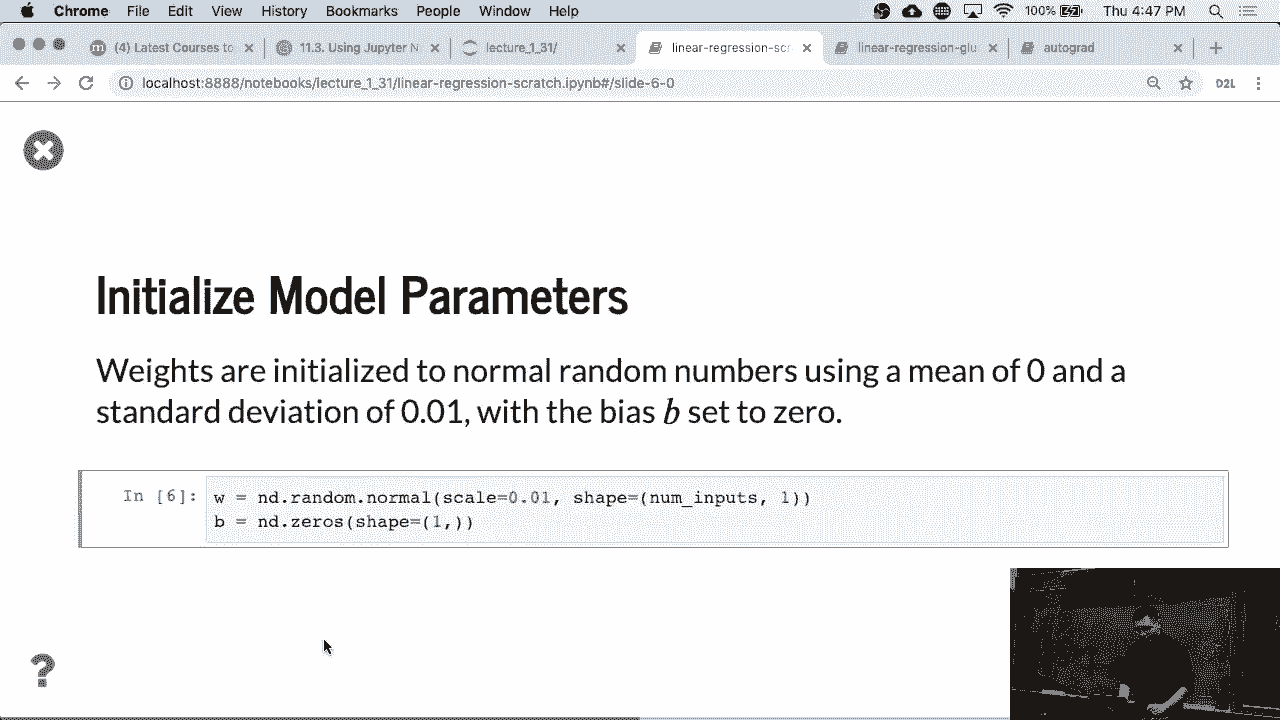 Chrome File Edit View History Bookmarks People Window Help 100% Thu 4:47 PM
(4) Latest Courses to 11.3. Using Jupyter N lecture_1_31/ linear-regression-scr linear-regression-glu autograd
localhost:8888/notebooks/lecture_1_31/linear-regression-scratch.ipynb#/slide-6-0 D2L
Initialize Model Parameters
Weights are initialized to normal random numbers using a mean of 0 and a
standard deviation of 0.01, with the bias b set to zero.
In [6]: w = nd.random.normal(scale=0.01, shape=(num_inputs, 1))
b = nd.zeros(shape=(1,))
?